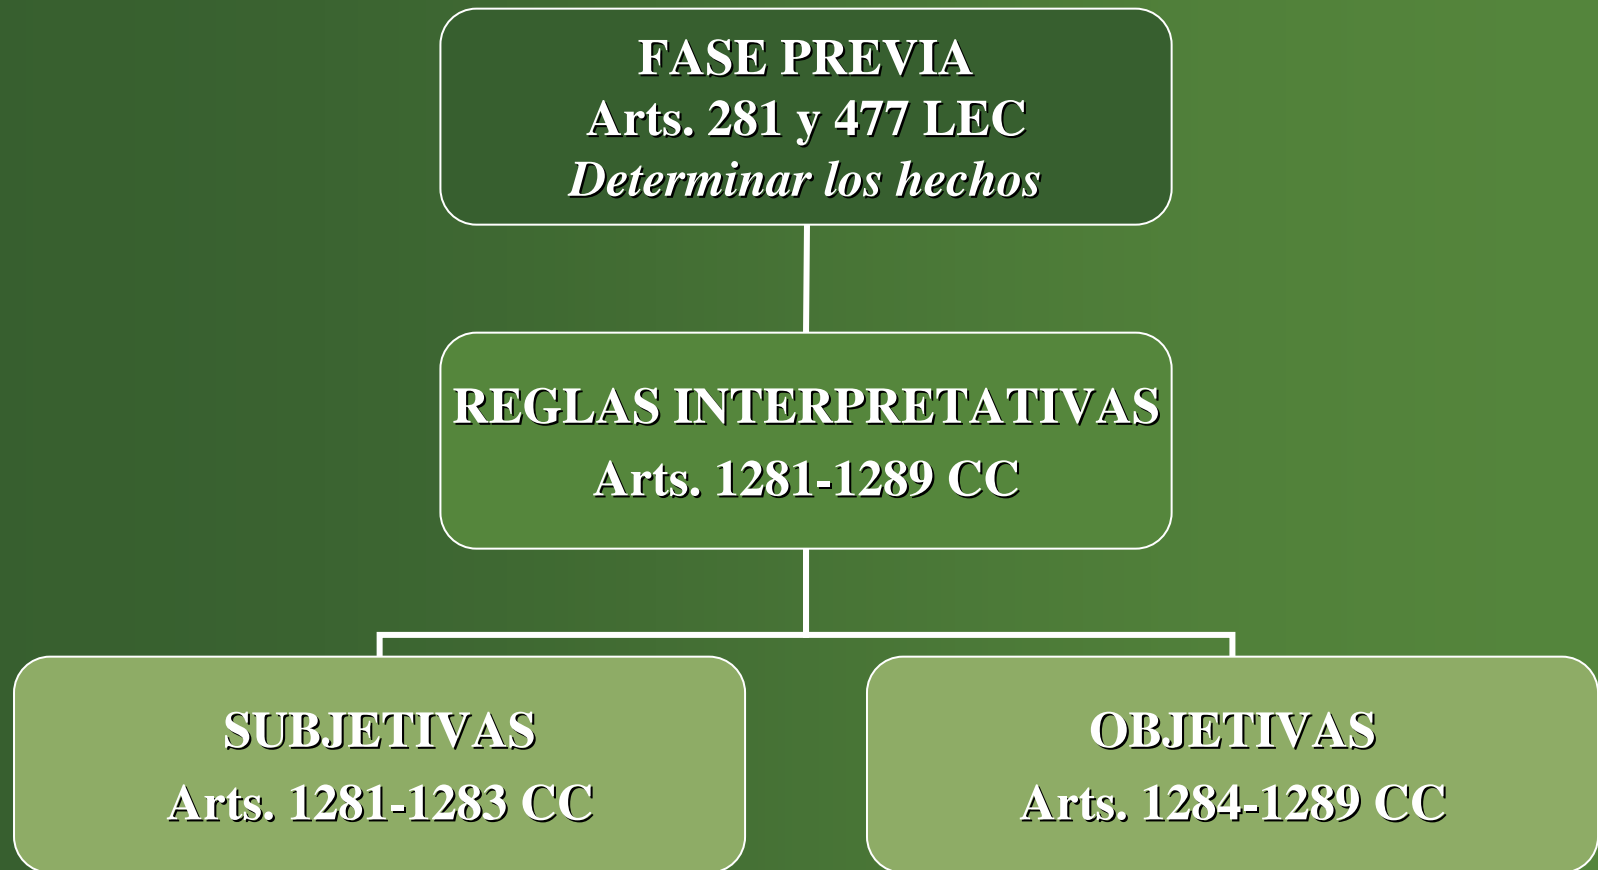 FASE PREVIA
Arts. 281 y 477 LEC
Determinar los hechos
REGLAS INTERPRETATIVAS
Arts. 1281-1289 CC
SUBJETIVAS
Arts. 1281-1283 CC
OBJETIVAS
Arts. 1284-1289 CC